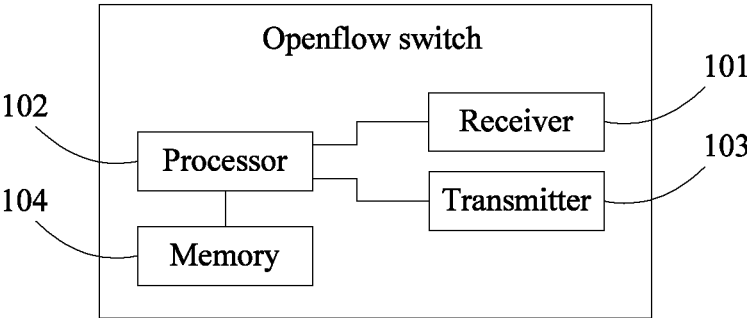 Openflow switch
101
Receiver
102
103
Processor
Transmitter
104
Memory